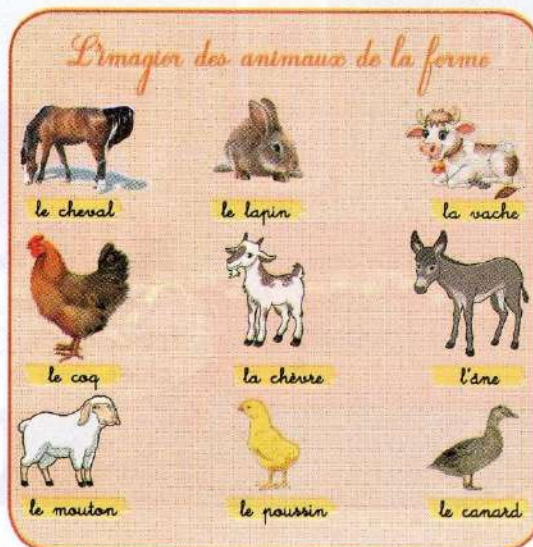 L'imagier des animaux de la ferme
le cheval
le lapin
la vache
le coq
la chèvre
l'âne
le mouton
le poussin
le canard